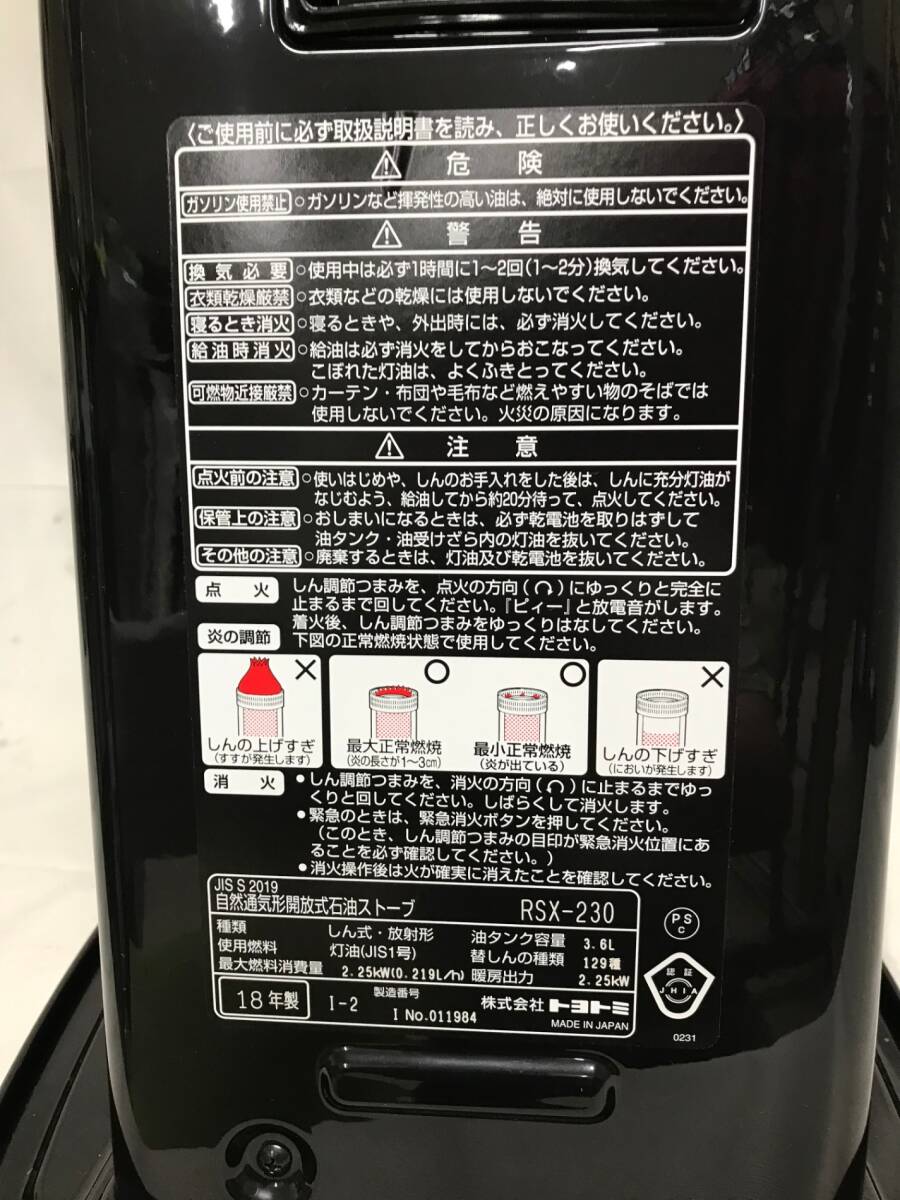 〈ご使用前に必ず取扱説明書を読み、正しくお使いください。〉
危 険
ガソリン使用禁止 ○ガソリンなど揮発性の高い油は、絶対に使用しないでください。
警 告
換気必要 ○使用中は必ず1時間に1〜2回(1〜2分)換気してください。
衣類乾燥厳禁 ○衣類などの乾燥には使用しないでください。
寝るとき消火 ○寝るときや、外出時には、必ず消火してください。
給油時消火 ○給油は必ず消火をしてからおこなってください。
こぼれた灯油は、よくふきとってください。
可燃物近接厳禁 ○カーテン・布団や毛布など燃えやすい物のそばでは
使用しないでください。火災の原因になります。
注 意
点火前の注意 ○使いはじめや、しんのお手入れをした後は、しんに充分灯油が
なじむよう、給油してから約20分待って、点火してください。
保管上の注意 ○おしまいになるときは、必ず乾電池を取りはずして
油タンク・油受けざら内の灯油を抜いてください。
その他の注意 ○廃棄するときは、灯油及び乾電池を抜いてください。
点 火 しん調節つまみを、点火の方向( )にゆっくりと完全に
止まるまで回してください。『ピィー』と放電音がします。
着火後、しん調節つまみをゆっくりはなしてください。
炎の調節 下図の正常燃焼状態で使用してください。
しんの上げすぎ
(すすが発生します)
最大正常燃焼
(炎の長さが1〜3cm)
最小正常燃焼
(炎が出ている)
しんの下げすぎ
(においが発生します)
消 火 ●しん調節つまみを、消火の方向( )に止まるまでゆっ
くりと回してください。しばらくして消火します。
●緊急のときは、緊急消火ボタンを押してください。
(このとき、しん調節つまみの目印が緊急消火位置にあ
ることを必ず確認してください。)
●消火操作後は火が確実に消えたことを確認してください。
JIS S 2019
自然通気形開放式石油ストーブ RSX-230
種類 しん式・放射形 油タンク容量 3.6L
使用燃料 灯油(JIS1号) 替しんの種類 129種
最大燃料消費量 2.25kW(0.219L/h) 暖房出力 2.25kW
18年製 I-2 製造番号 I No.011984 株式会社 トヨトミ
MADE IN JAPAN
PS
C
認証
JHIA
0231